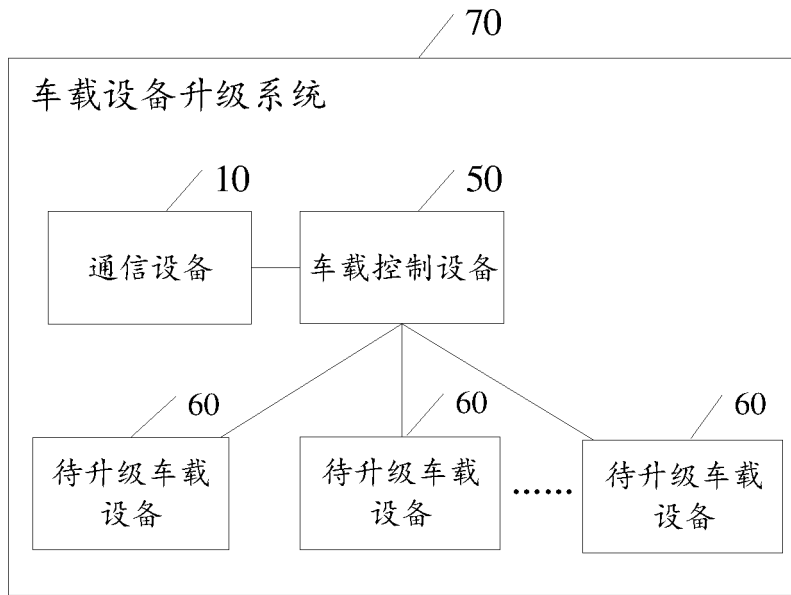 70
车载设备升级系统
10
50
通信设备
车载控制设备
60
60
60
待升级车载
设备
待升级车载
设备
......
待升级车载
设备